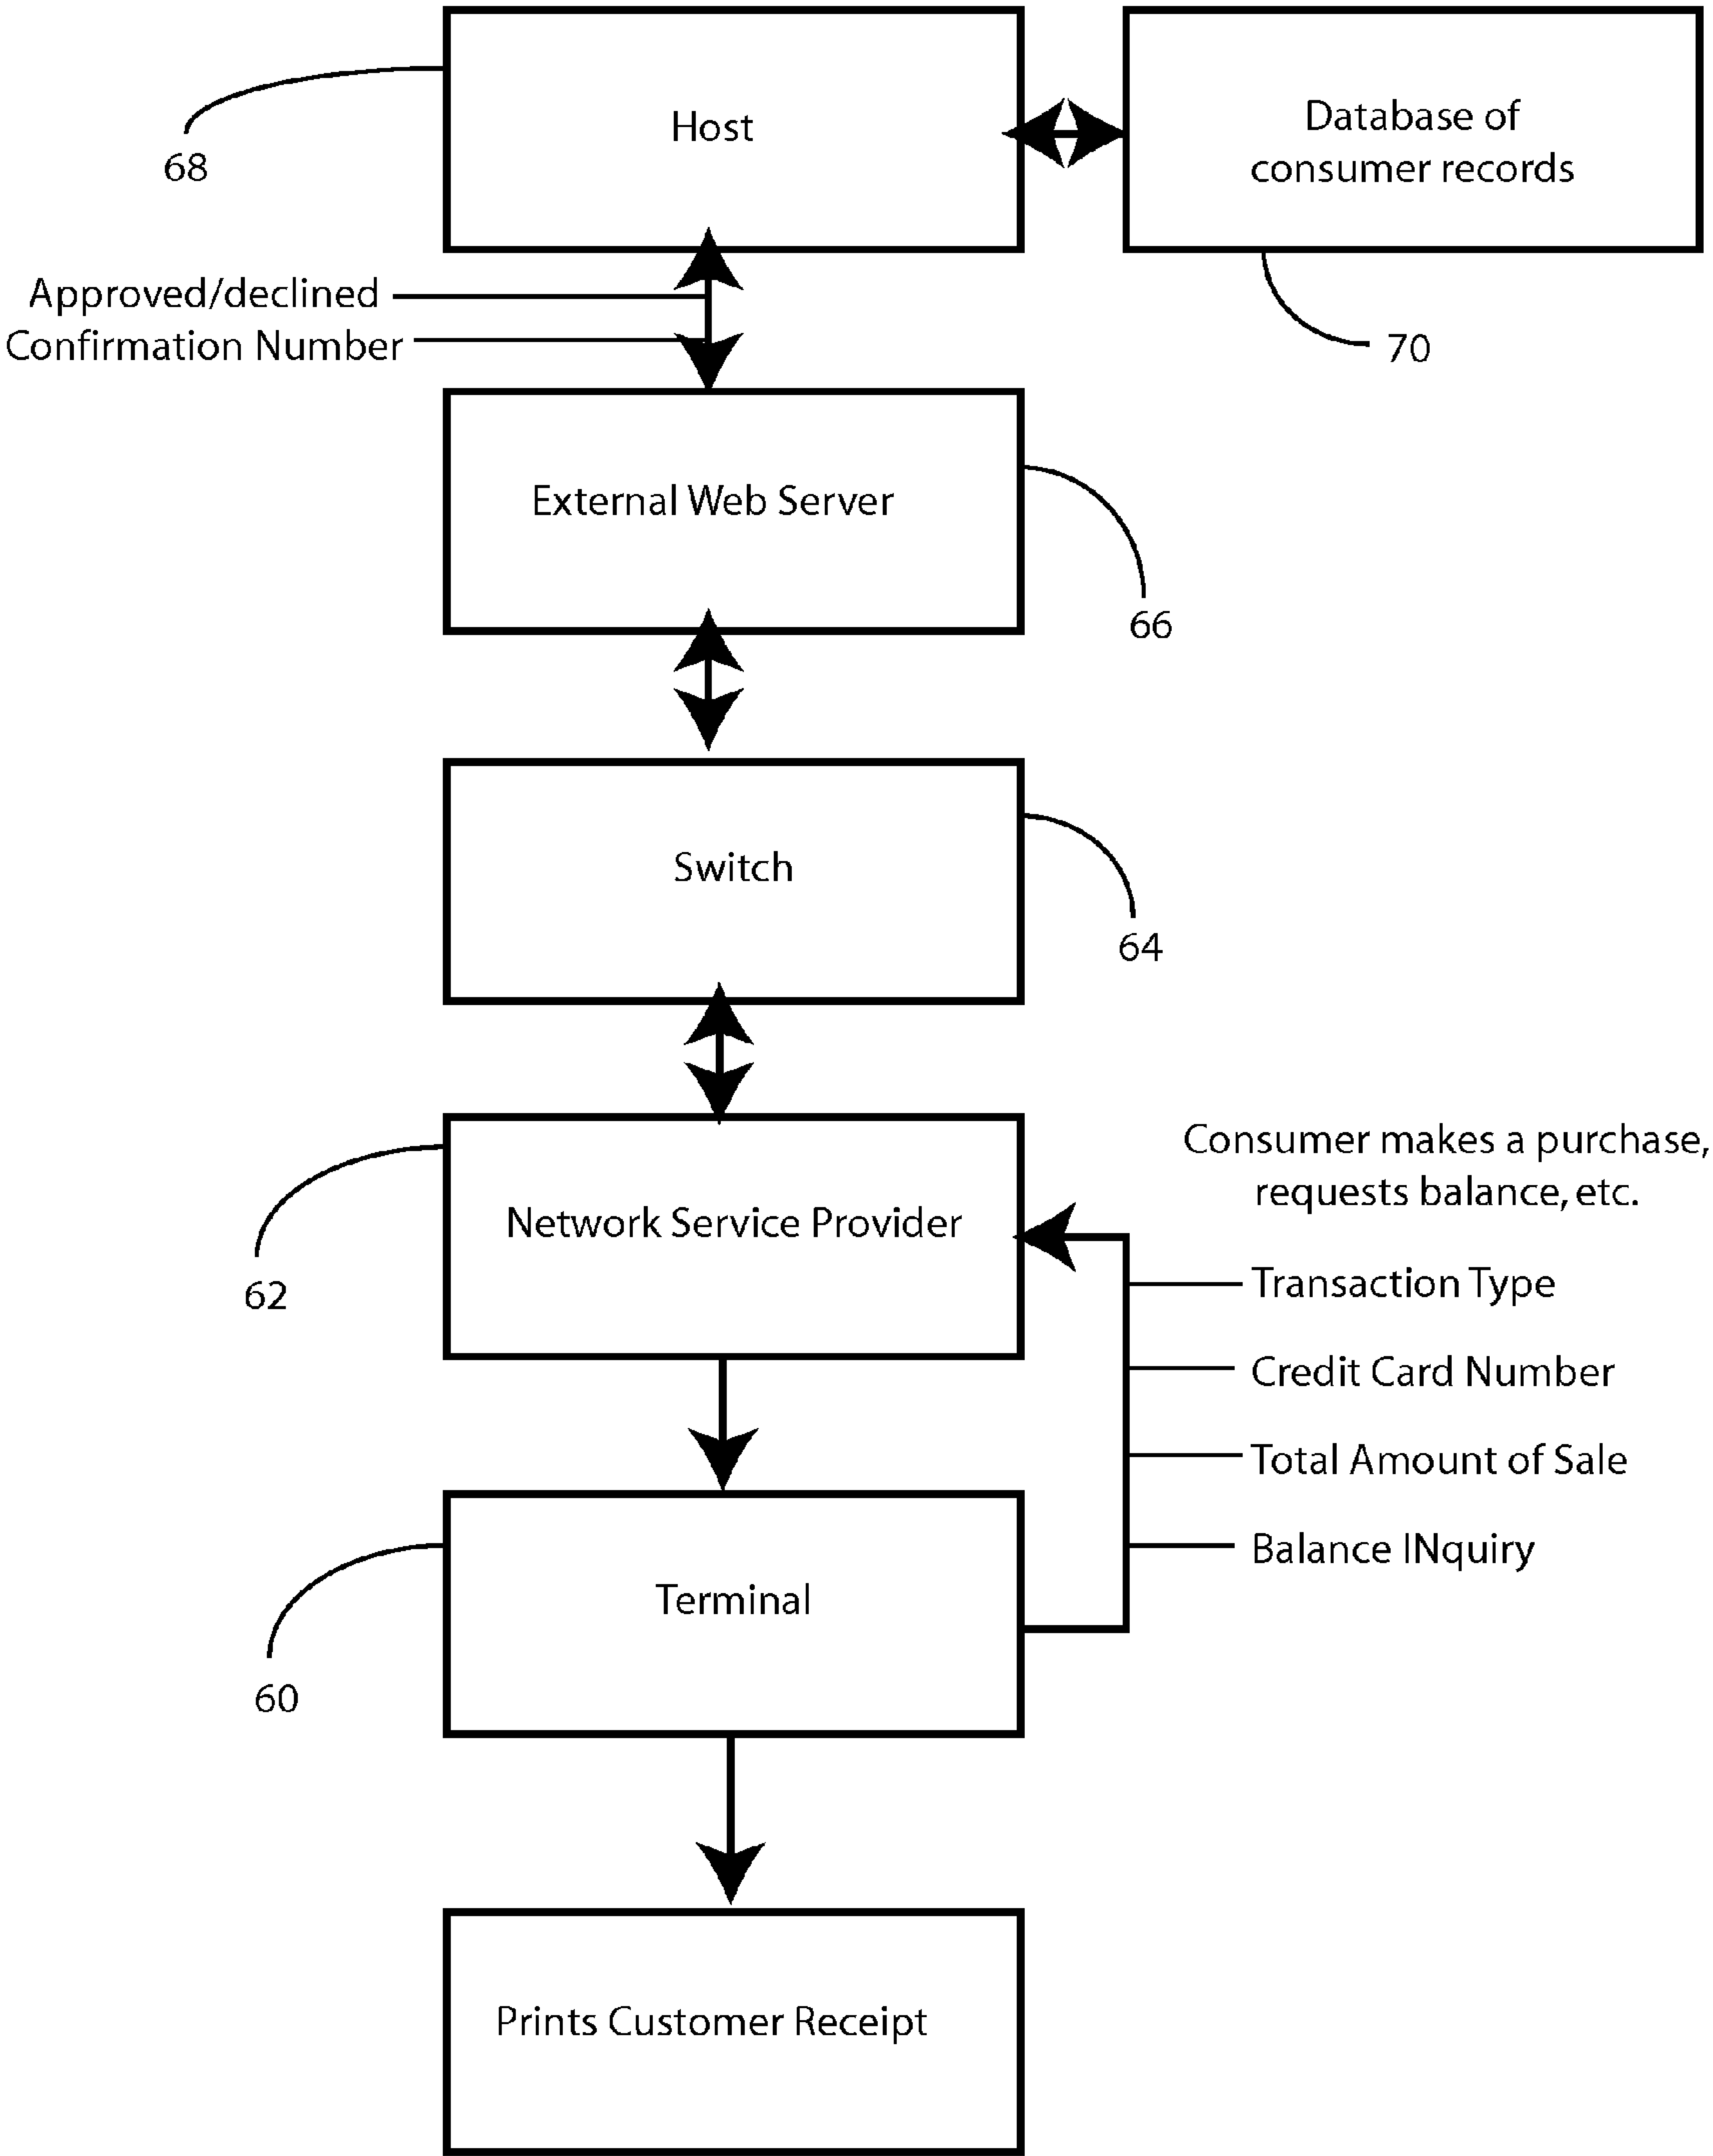 Host
Database of
consumer records
68
Approved/declined
Confirmation Number
70
External Web Server
66
Switch
64
Consumer makes a purchase,
requests balance, etc.
Network Service Provider
62
Transaction Type
Credit Card Number
Total Amount of Sale
Balance INquiry
Terminal
60
Prints Customer Receipt